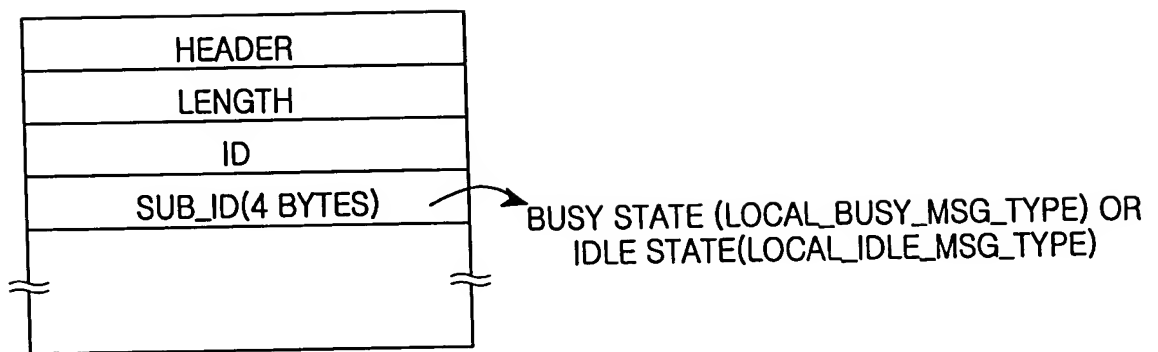 HEADER
LENGTH
ID
SUB_ID(4 BYTES)
BUSY STATE (LOCAL_BUSY_MSG_TYPE) OR
IDLE STATE(LOCAL_IDLE_MSG_TYPE)